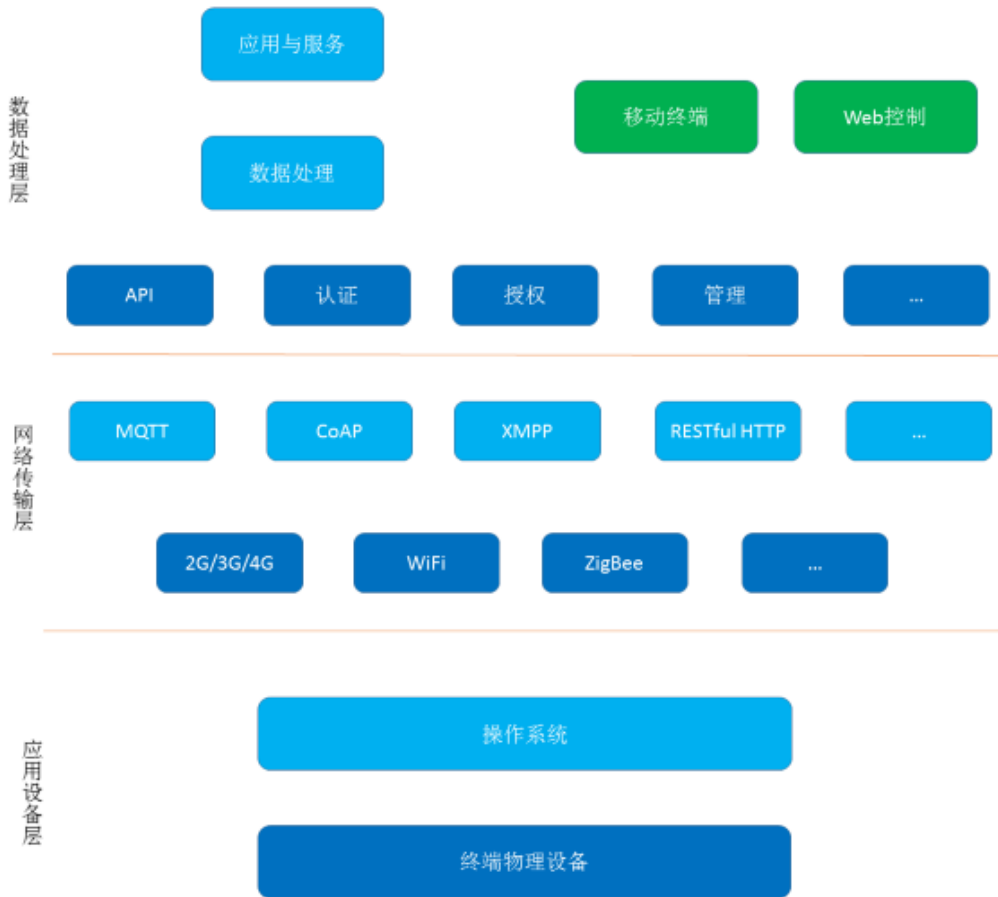 应用与服务
移动终端
Web控制
数据处理
数据处理层
API
认证
授权
管理
...
MQTT
CoAP
XMPP
RESTful HTTP
...
网络传输层
2G/3G/4G
WiFi
ZigBee
...
操作系统
应用设备层
终端物理设备